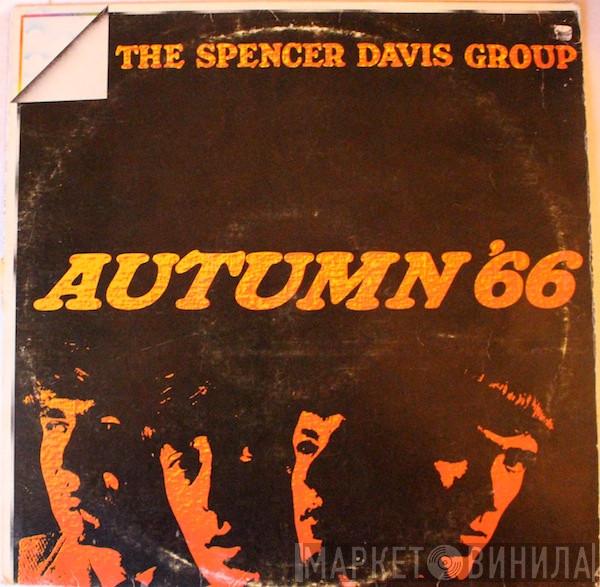 THE SPENCER DAVIS GROUP
AUTUMN '66
МАРКЕТ ВИНИЛА